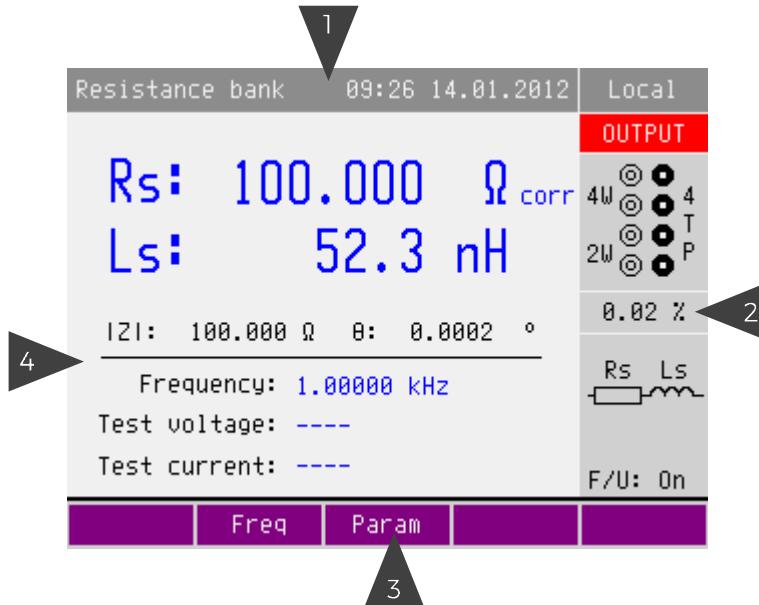 1
Resistance bank 09:26 14.01.2012 Local
OUTPUT
Rs: 100.000 Ω corr
4W 4
T
2W P
Ls: 52.3 nH
0.02 % 2
|Z|: 100.000 Ω θ: 0.0002 °
4
Rs Ls
Frequency: 1.00000 kHz
Test voltage: ----
Test current: ----
F/U: On
Freq Param
3